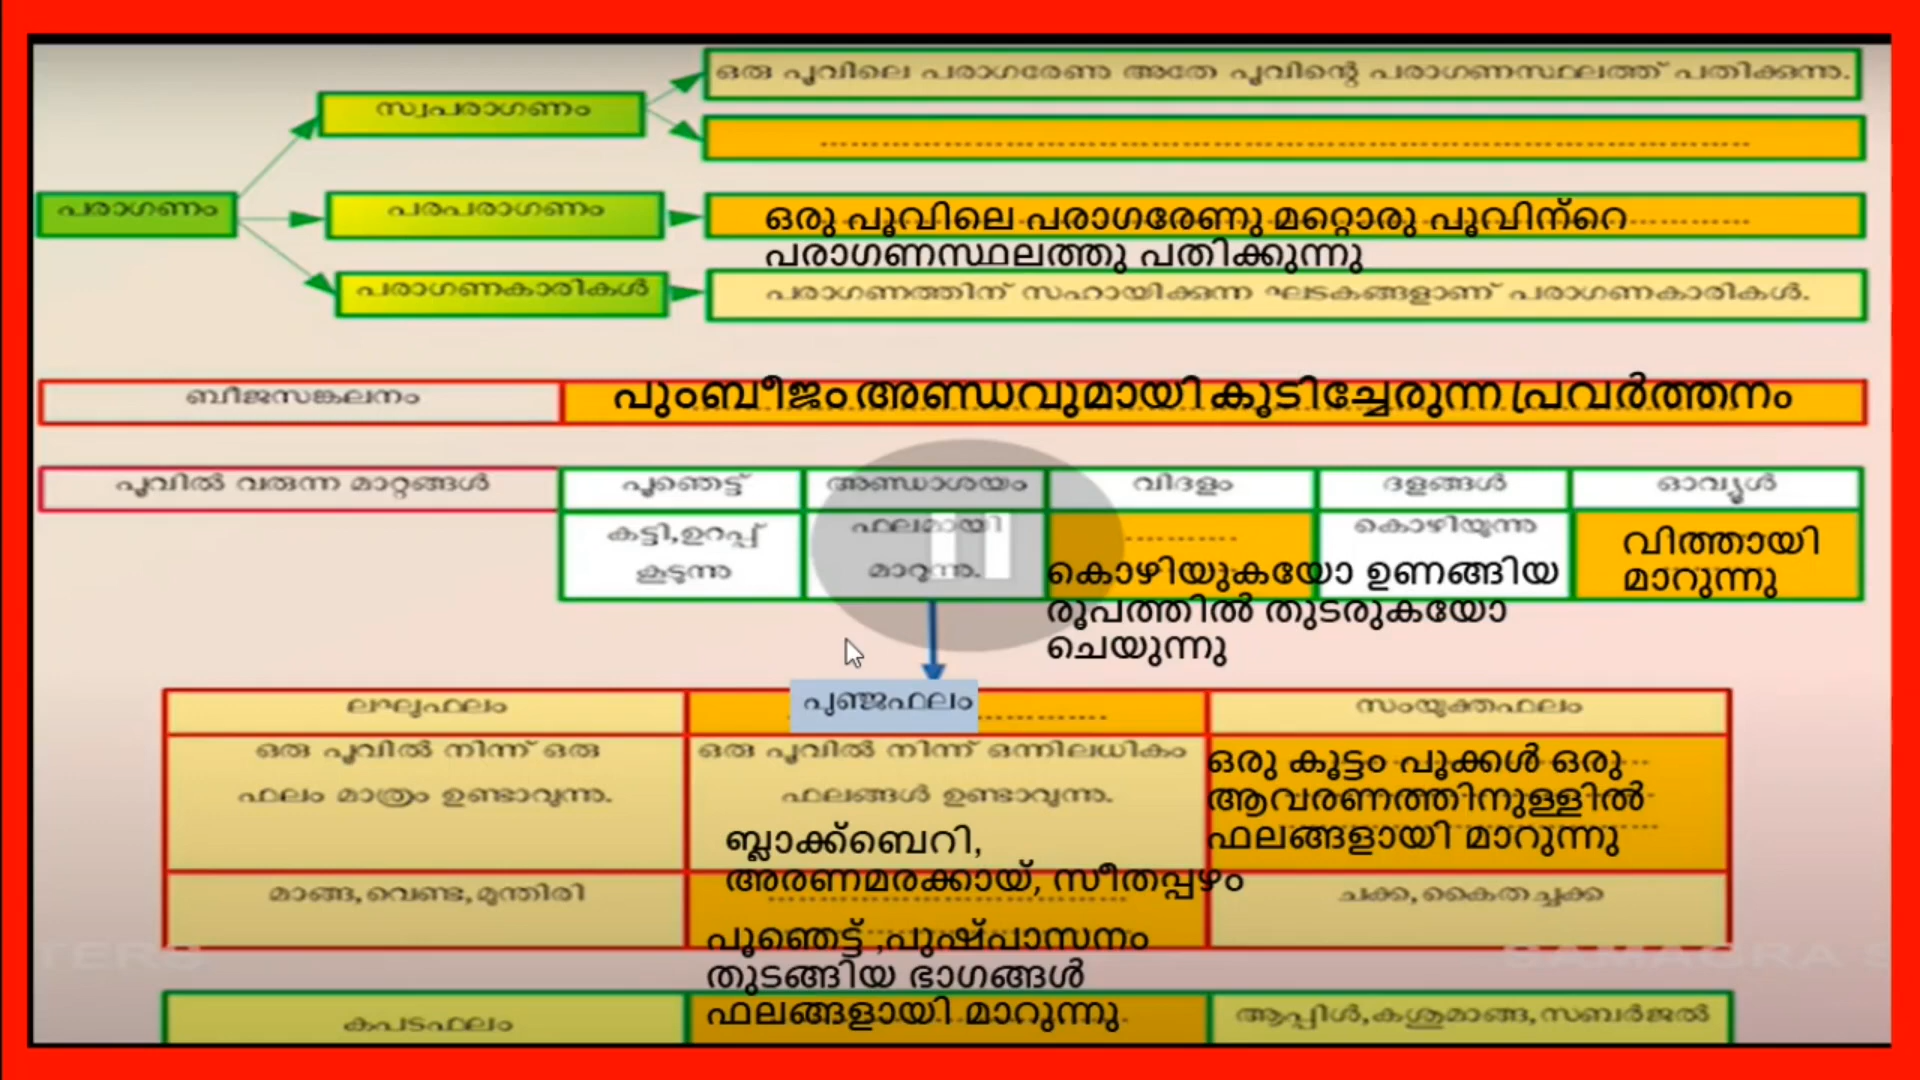 ഒരു പൂവിലെ പരാഗരേണു അതേ പൂവിന്റെ പരാഗണസ്ഥലത്ത് പതിക്കുന്നു.
സ്വപരാഗണം
പരാഗണം
പരപരാഗണം
ഒരു പൂവിലെ പരാഗരേണു മറ്റൊരു പൂവിന്റെ
പരാഗണസ്ഥലത്തു പതിക്കുന്നു
പരാഗണകാരികൾ
പരാഗണത്തിന് സഹായിക്കുന്ന ഘടകങ്ങളാണ് പരാഗണകാരികൾ.
ബീജസങ്കലനം
പുംബീജം അണ്ഡവുമായി കൂടിച്ചേരുന്ന പ്രവർത്തനം
പൂവിൽ വരുന്ന മാറ്റങ്ങൾ
പൂഞെട്ട്
അണ്ഡാശയം
വിദളം
ദളങ്ങൾ
ഓവ്യൂൾ
കട്ടി,ഉറപ്പ്
കൂടുന്നു
ഫലമായി
മാറുന്നു.
കൊഴിയുകയോ ഉണങ്ങിയ
രൂപത്തിൽ തുടരുകയോ
ചെയുന്നു
കൊഴിയുന്നു
വിത്തായി
മാറുന്നു
ലഘുഫലം
പുഞ്ജഫലം
സംയുക്തഫലം
ഒരു പൂവിൽ നിന്ന് ഒരു
ഫലം മാത്രം ഉണ്ടാവുന്നു.
ഒരു പൂവിൽ നിന്ന് ഒന്നിലധികം
ഫലങ്ങൾ ഉണ്ടാവുന്നു.
ഒരു കൂട്ടം പൂക്കൾ ഒരു
ആവരണത്തിനുള്ളിൽ
ഫലങ്ങളായി മാറുന്നു
മാങ്ങ,വെണ്ട,മുന്തിരി
ബ്ലാക്ക്ബെറി,
അരണമരക്കായ്, സീതപ്പഴം
ചക്ക,കൈതച്ചക്ക
കപടഫലം
പൂഞെട്ട് ,പുഷ്പാസനം
തുടങ്ങിയ ഭാഗങ്ങൾ
ഫലങ്ങളായി മാറുന്നു
ആപ്പിൾ,കശുമാങ്ങ,സബർജൽ